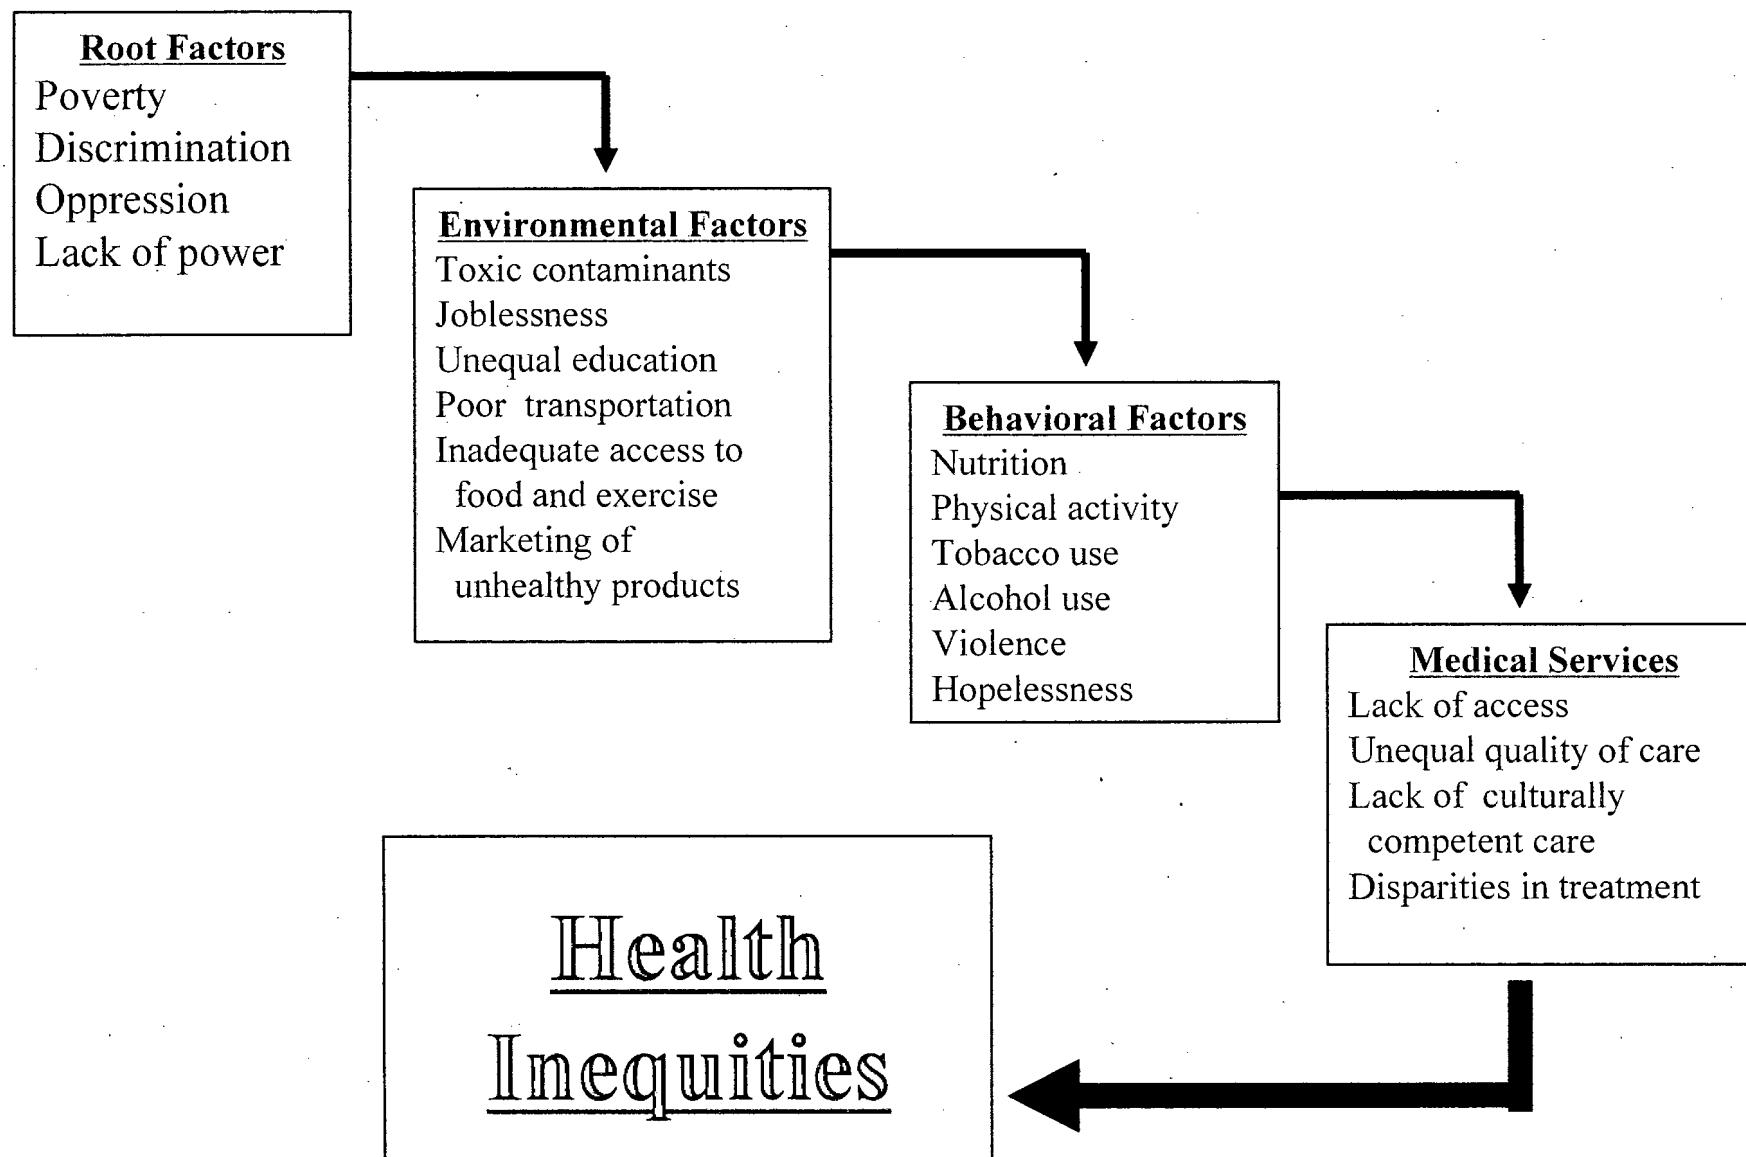 Root Factors
Poverty
Discrimination
Oppression
Lack of power
Environmental Factors
Toxic contaminants
Joblessness
Unequal education
Poor transportation
Inadequate access to
food and exercise
Marketing of
unhealthy products
Behavioral Factors
Nutrition
Physical activity
Tobacco use
Alcohol use
Violence
Hopelessness
Medical Services
Lack of access
Unequal quality of care
Lack of culturally
competent care
Disparities in treatment
Health
Inequities